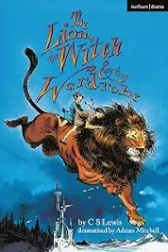 methuen | drama
The
Lion,
the Witch
& the
Wardrobe
by C S Lewis
dramatised by Adrian Mitchell